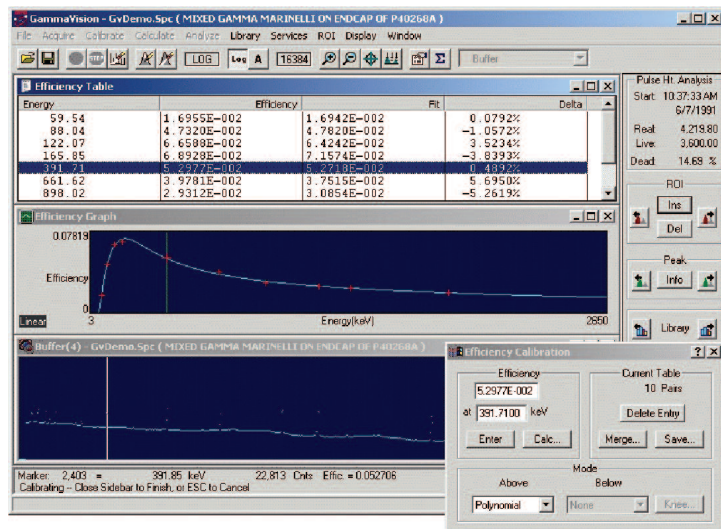 GammaVision - GvDemo.Spc ( MIXED GAMMA MARINELLI ON ENDCAP OF P40268A )
File Acquire Calibrate Calculate Analyze Library Services ROI Display Window
LOG Log A 16384 Σ Buffer
Efficiency Table
Energy Efficiency Fit Delta
59.54 1.6955E-002 1.6942E-002 0.0792%
88.04 4.7320E-002 4.7820E-002 -1.0572%
122.07 6.6588E-002 6.4242E-002 3.5234%
165.85 6.8928E-002 7.1574E-002 -3.8393%
391.71 5.2977E-002 5.2718E-002 0.4892%
661.62 3.9781E-002 3.7515E-002 5.6950%
898.02 2.9312E-002 3.0854E-002 -5.2619%
Efficiency Graph
0.07819
Efficiency
0
Linear 3 Energy(keV) 2850
Buffer(4) - GvDemo.Spc ( MIXED GAMMA MARINELLI ON ENDCAP OF P40268A )
Marker: 2,403 = 391.85 keV 22,813 Cnts Effic. = 0.052706
Calibrating -- Close Sidebar to Finish, or ESC to Cancel
Pulse Ht. Analysis
Start: 10:37:33 AM
6/7/1991
Real: 4,219.80
Live: 3,600.00
Dead: 14.69 %
ROI
Ins
Del
Peak
Info
Library
Efficiency Calibration
Efficiency
5.2977E-002
at 391.7100 keV
Enter Calc...
Current Table
10 Pairs
Delete Entry
Merge... Save...
Mode
Above Below
Polynomial None Knee...